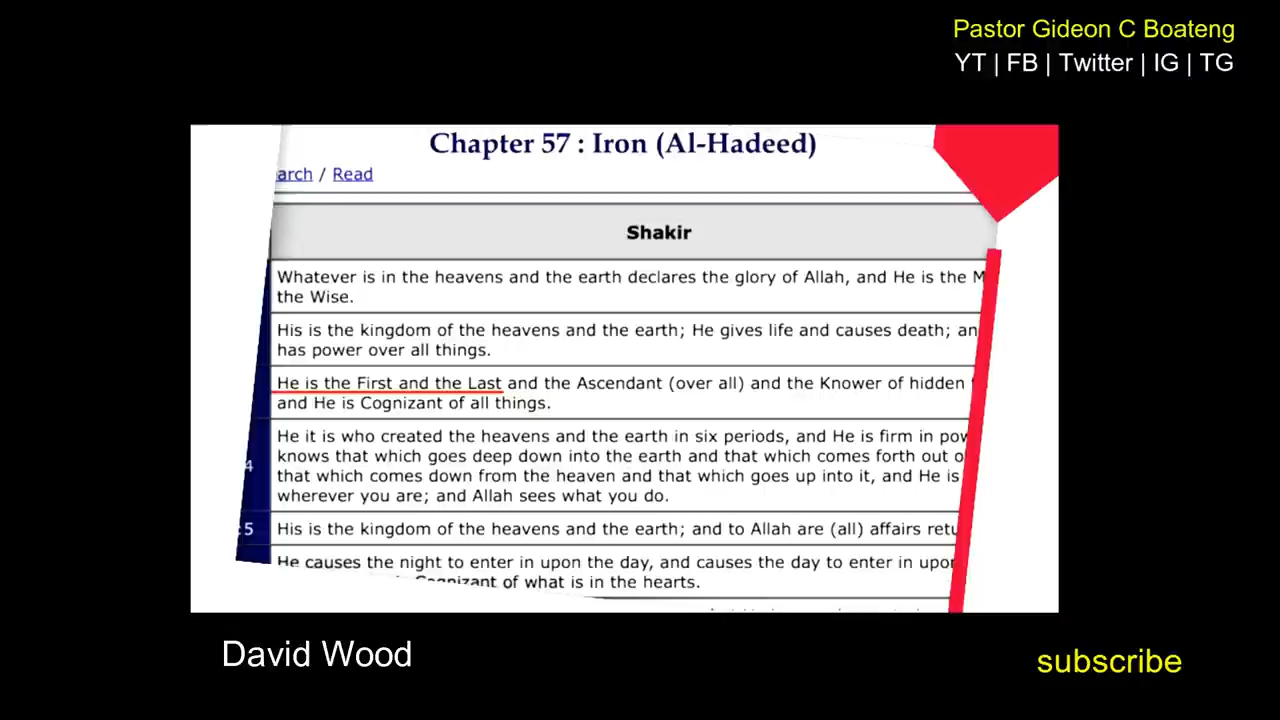 Pastor Gideon C Boateng
YT | FB | Twitter | IG | TG
Chapter 57 : Iron (Al-Hadeed)
arch / Read
Shakir
Whatever is in the heavens and the earth declares the glory of Allah, and He is the M
the Wise.
His is the kingdom of the heavens and the earth; He gives life and causes death; an
has power over all things.
He is the First and the Last and the Ascendant (over all) and the Knower of hidden
and He is Cognizant of all things.
He it is who created the heavens and the earth in six periods, and He is firm in pow
knows that which goes deep down into the earth and that which comes forth out o
4
that which comes down from the heaven and that which goes up into it, and He is
wherever you are; and Allah sees what you do.
:5 His is the kingdom of the heavens and the earth; and to Allah are (all) affairs retu
He causes the night to enter in upon the day, and causes the day to enter in upon
Cognizant of what is in the hearts.
David Wood
subscribe